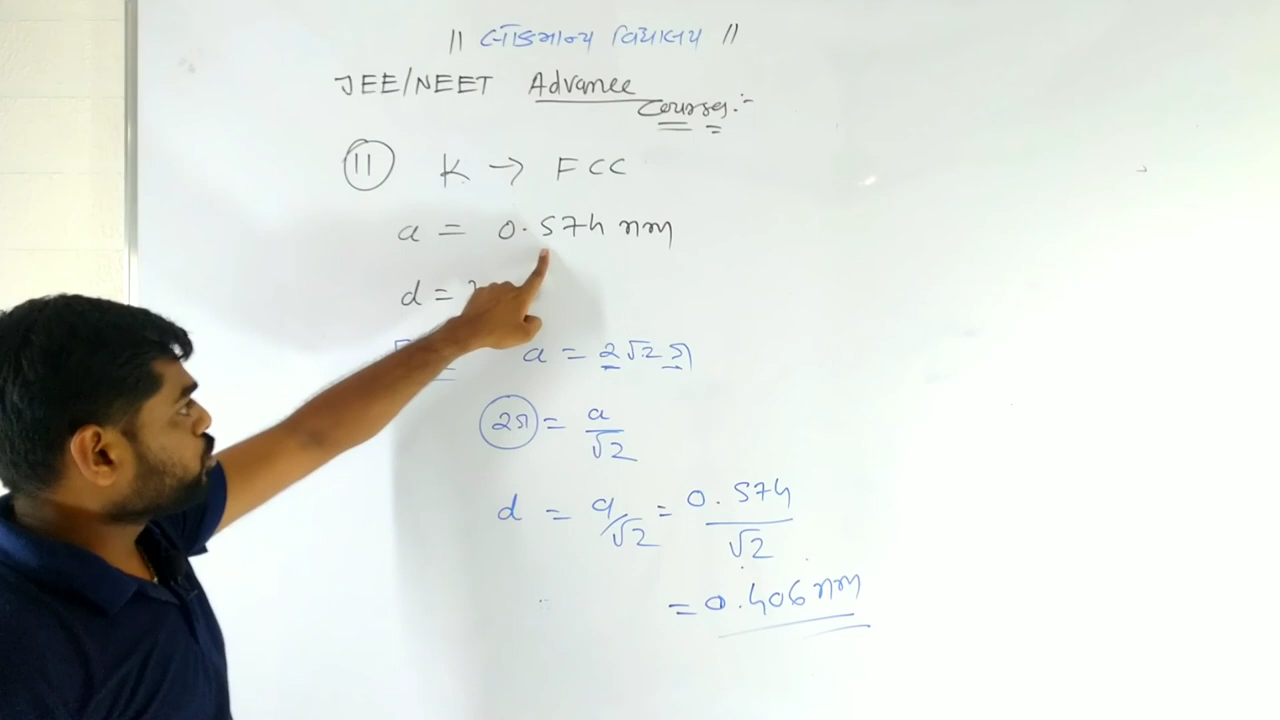 || લોકમાન્ય વિદ્યાલય ||
JEE/NEET Advance
Courses:-
11 K → FCC
a = 0.574 nm
d =
a = 2√2 r
2r = a/√2
d = a/√2 = 0.574/√2
= 0.406 nm